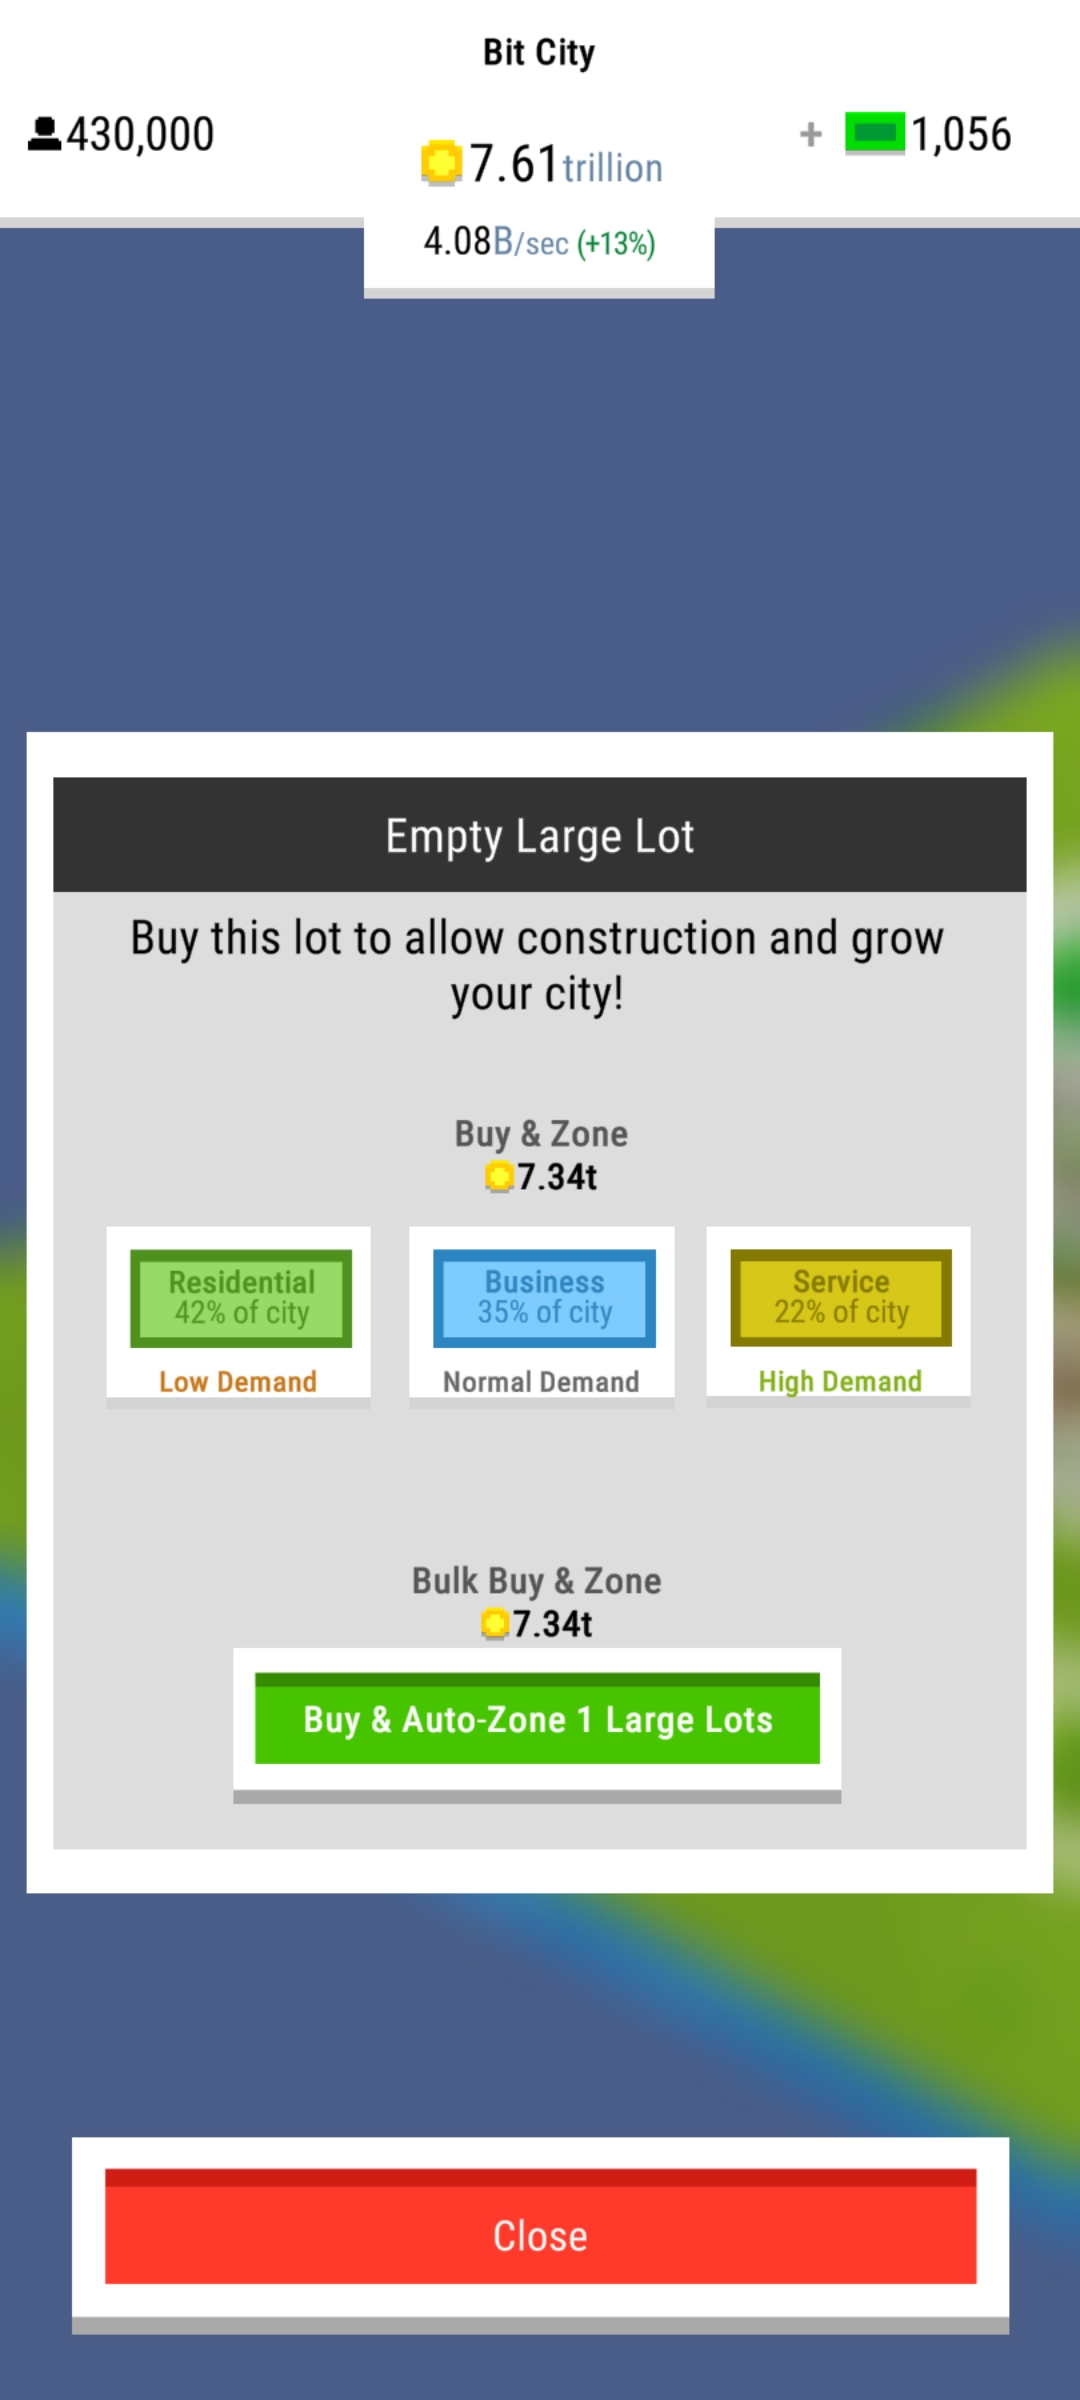 Bit City
430,000
7.61 trillion
+ 1,056
4.08B/sec (+13%)
Empty Large Lot
Buy this lot to allow construction and grow
your city!
Buy & Zone
7.34t
Residential
42% of city
Low Demand
Business
35% of city
Normal Demand
Service
22% of city
High Demand
Bulk Buy & Zone
7.34t
Buy & Auto-Zone 1 Large Lots
Close